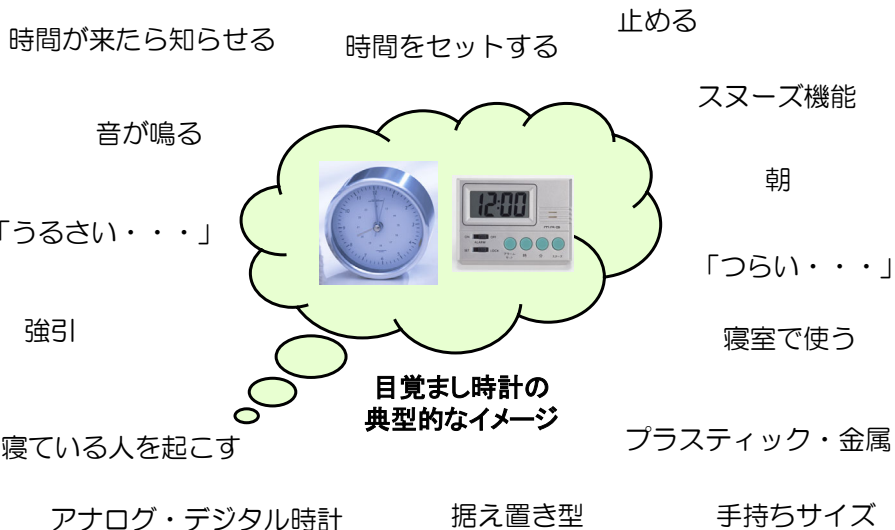 時間が来たら知らせる
時間をセットする
止める
スヌーズ機能
音が鳴る
朝
「うるさい・・・」
12:00
「つらい・・・」
強引
寝室で使う
目覚まし時計の
典型的なイメージ
寝ている人を起こす
プラスティック・金属
アナログ・デジタル時計
据え置き型
手持ちサイズ